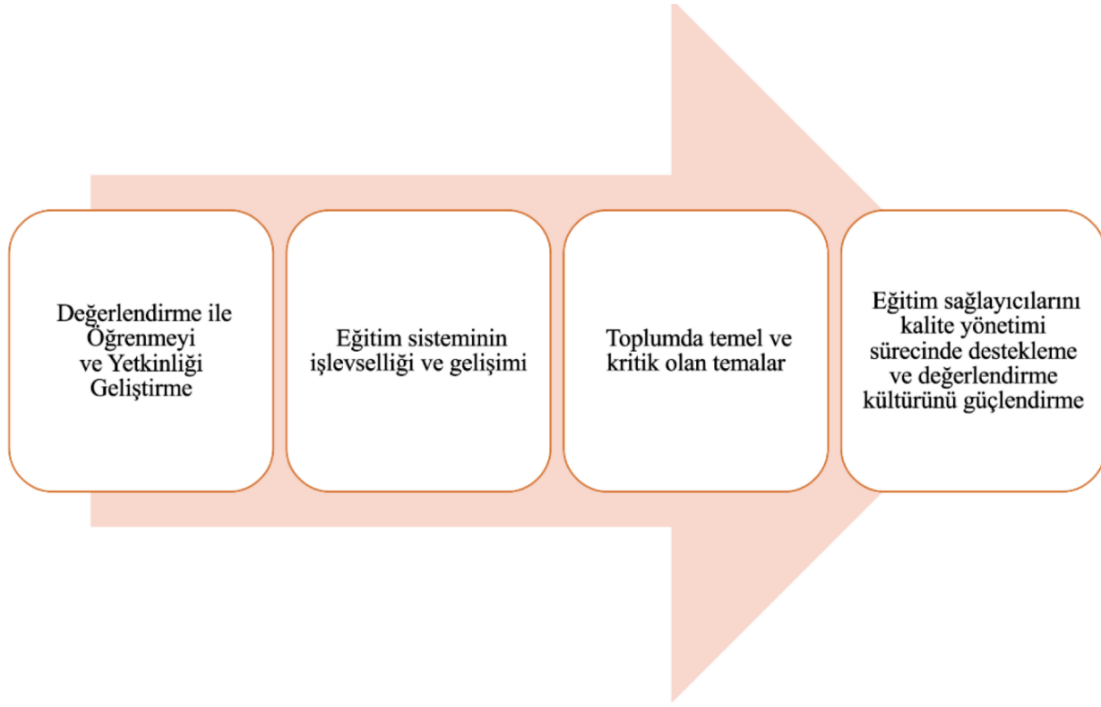 Değerlendirme ile
Öğrenmeyi
ve Yetkinliği
Geliştirme
Eğitim sisteminin
işlevselliği ve gelişimi
Toplumda temel ve
kritik olan temalar
Eğitim sağlayıcılarını
kalite yönetimi
sürecinde destekleme
ve değerlendirme
kültürünü güçlendirme